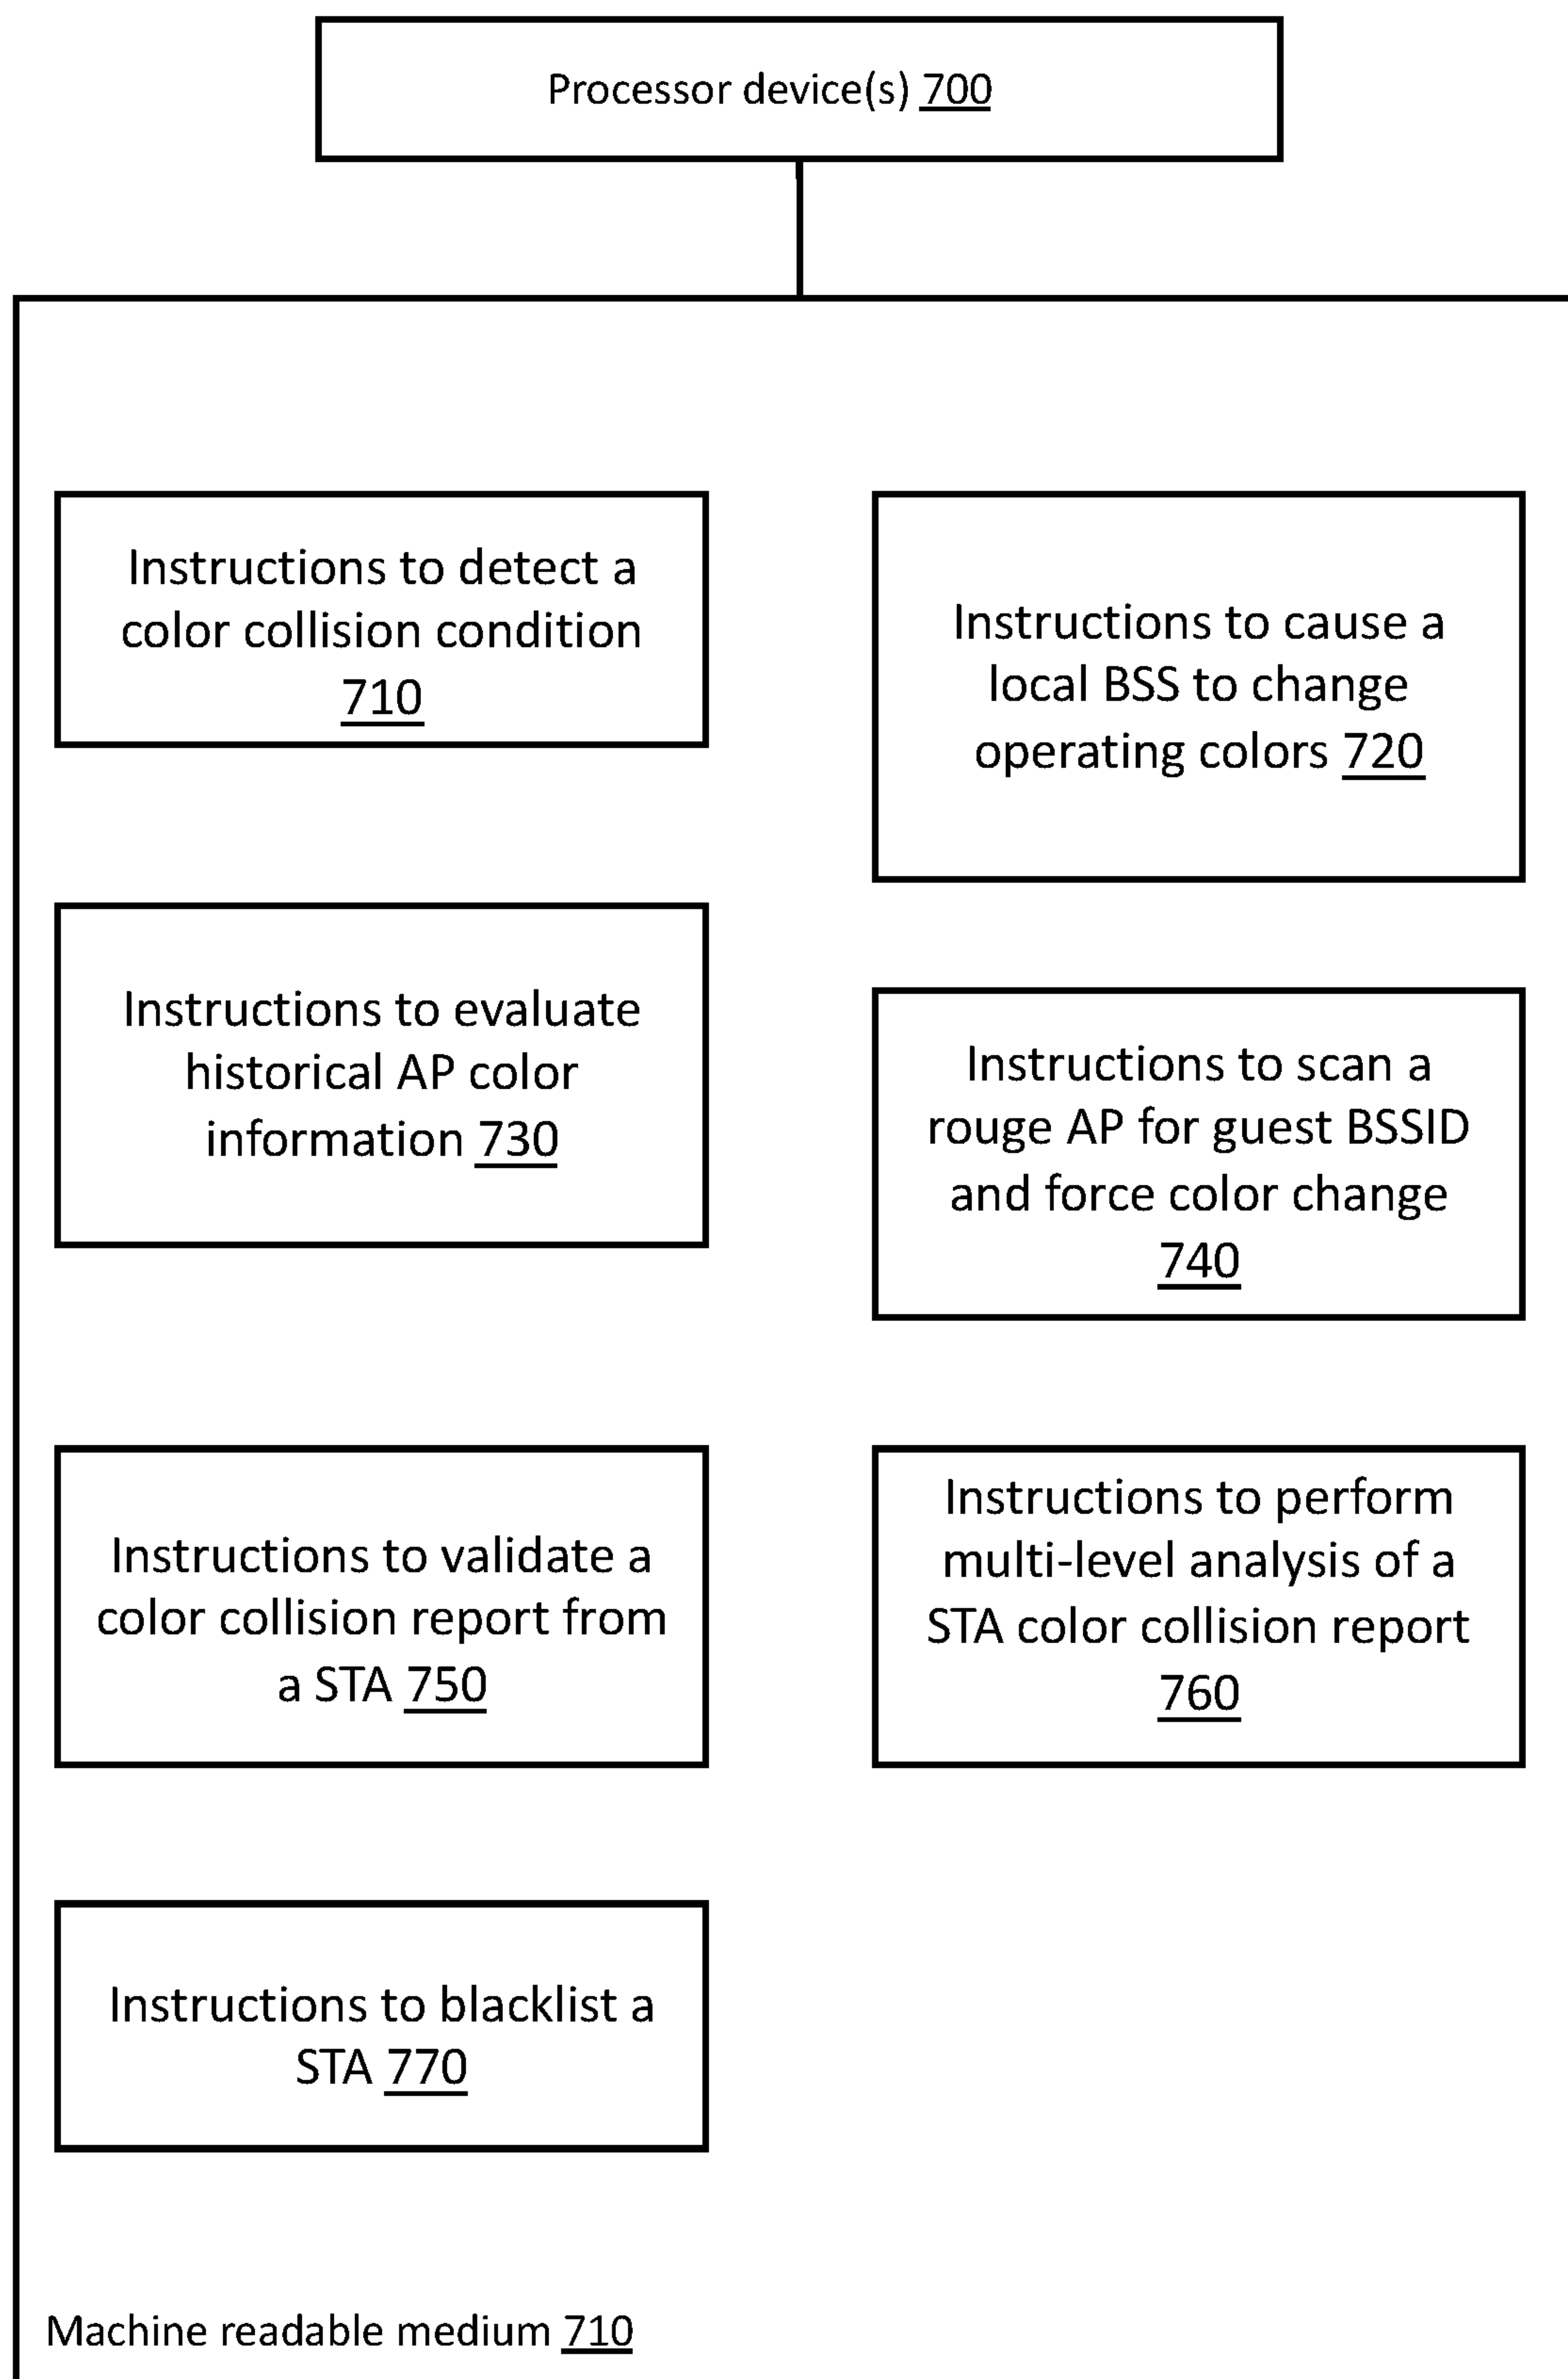 Processor device(s) 700
Instructions to detect a
color collision condition
710
Instructions to cause a
local BSS to change
operating colors 720
Instructions to evaluate
historical AP color
information 730
Instructions to scan a
rouge AP for guest BSSID
and force color change
740
Instructions to validate a
color collision report from
a STA 750
Instructions to perform
multi-level analysis of a
STA color collision report
760
Instructions to blacklist a
STA 770
Machine readable medium 710